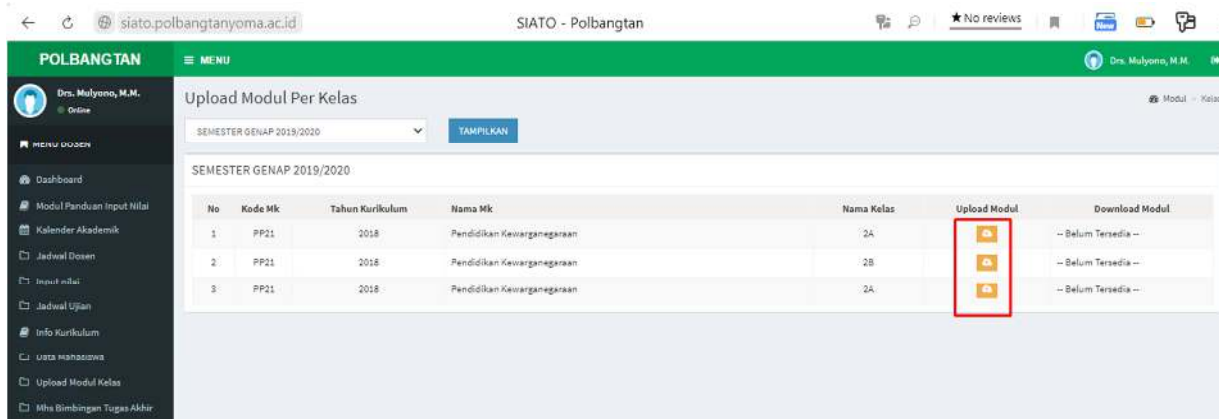 siato.polbangtanyoma.ac.id
SIATO - Polbangtan
★ No reviews
New
POLBANGTAN
≡ MENU
Drs. Mulyono, M.M.
Drs. Mulyono, M.M.
Online
Upload Modul Per Kelas
Modul - Kelas
SEMESTER GENAP 2019/2020
TAMPILKAN
MENU DOSEN
SEMESTER GENAP 2019/2020
Dashboard
Modul Panduan Input Nilai
Kalender Akademik
Jadwal Dosen
Input nilai
Jadwal Ujian
Info Kurikulum
Data Mahasiswa
Upload Modul Kelas
Mhs Bimbingan Tugas Akhir
No Kode Mk Tahun Kurikulum Nama Mk Nama Kelas Upload Modul Download Modul
1 PP21 2018 Pendidikan Kewarganegaraan 2A -- Belum Tersedia --
2 PP21 2018 Pendidikan Kewarganegaraan 2B -- Belum Tersedia --
3 PP21 2018 Pendidikan Kewarganegaraan 2A -- Belum Tersedia --